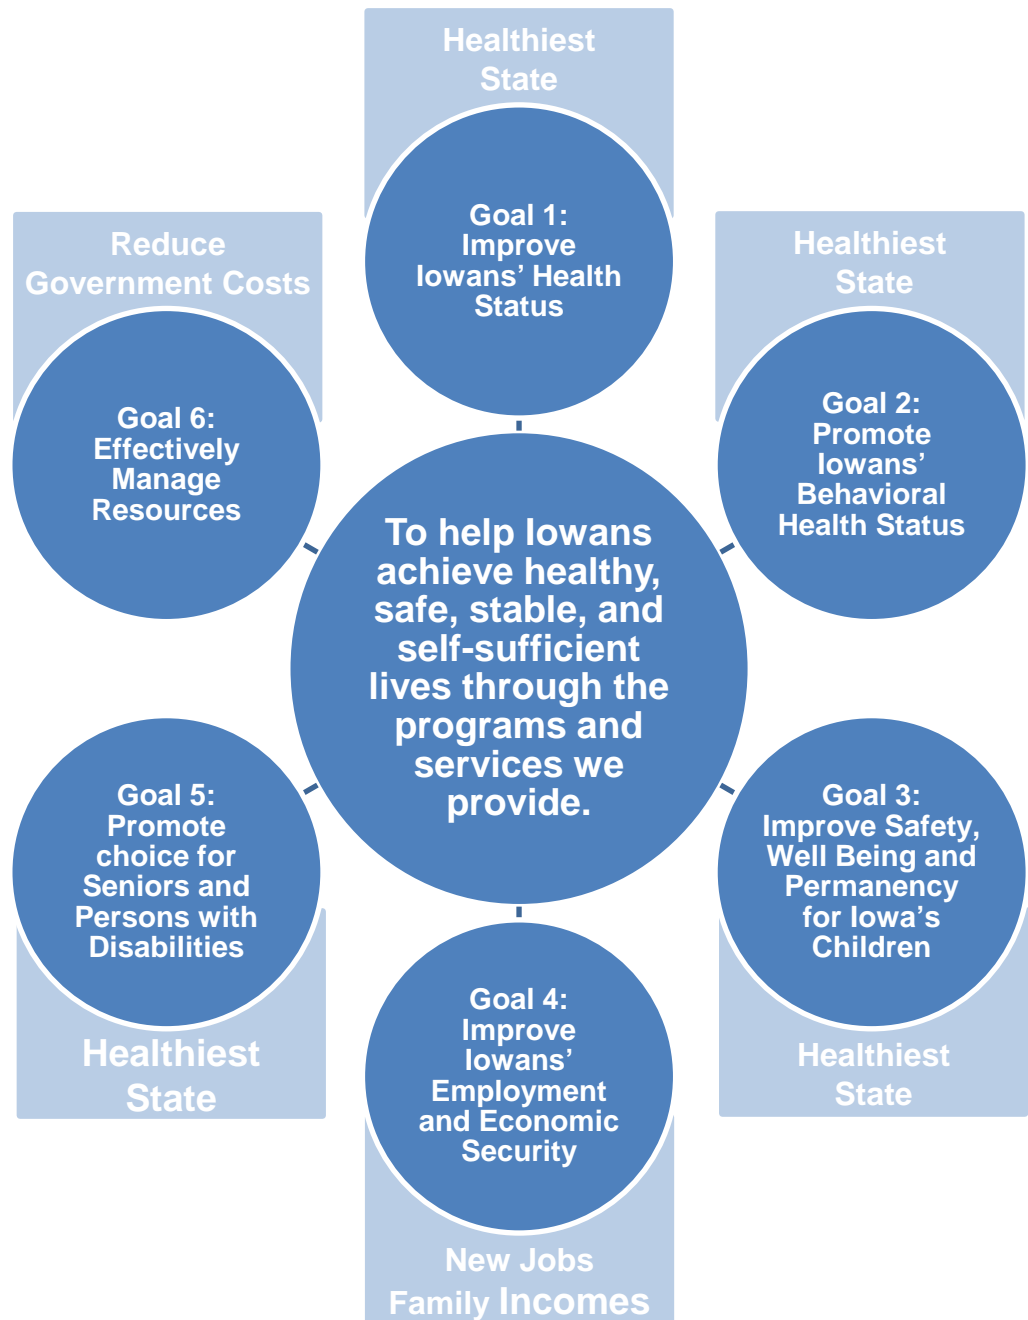 Healthiest
State
Goal 1:
Improve
Iowans’ Health
Status
Healthiest
State
Goal 2:
Promote
Iowans’
Behavioral
Health Status
Goal 3:
Improve Safety,
Well Being and
Permanency
for Iowa’s
Children
Healthiest
State
Goal 4:
Improve
Iowans’
Employment
and Economic
Security
New Jobs
Family Incomes
Goal 5:
Promote
choice for
Seniors and
Persons with
Disabilities
Healthiest
State
Reduce
Government Costs
Goal 6:
Effectively
Manage
Resources
To help Iowans
achieve healthy,
safe, stable, and
self-sufficient
lives through the
programs and
services we
provide.